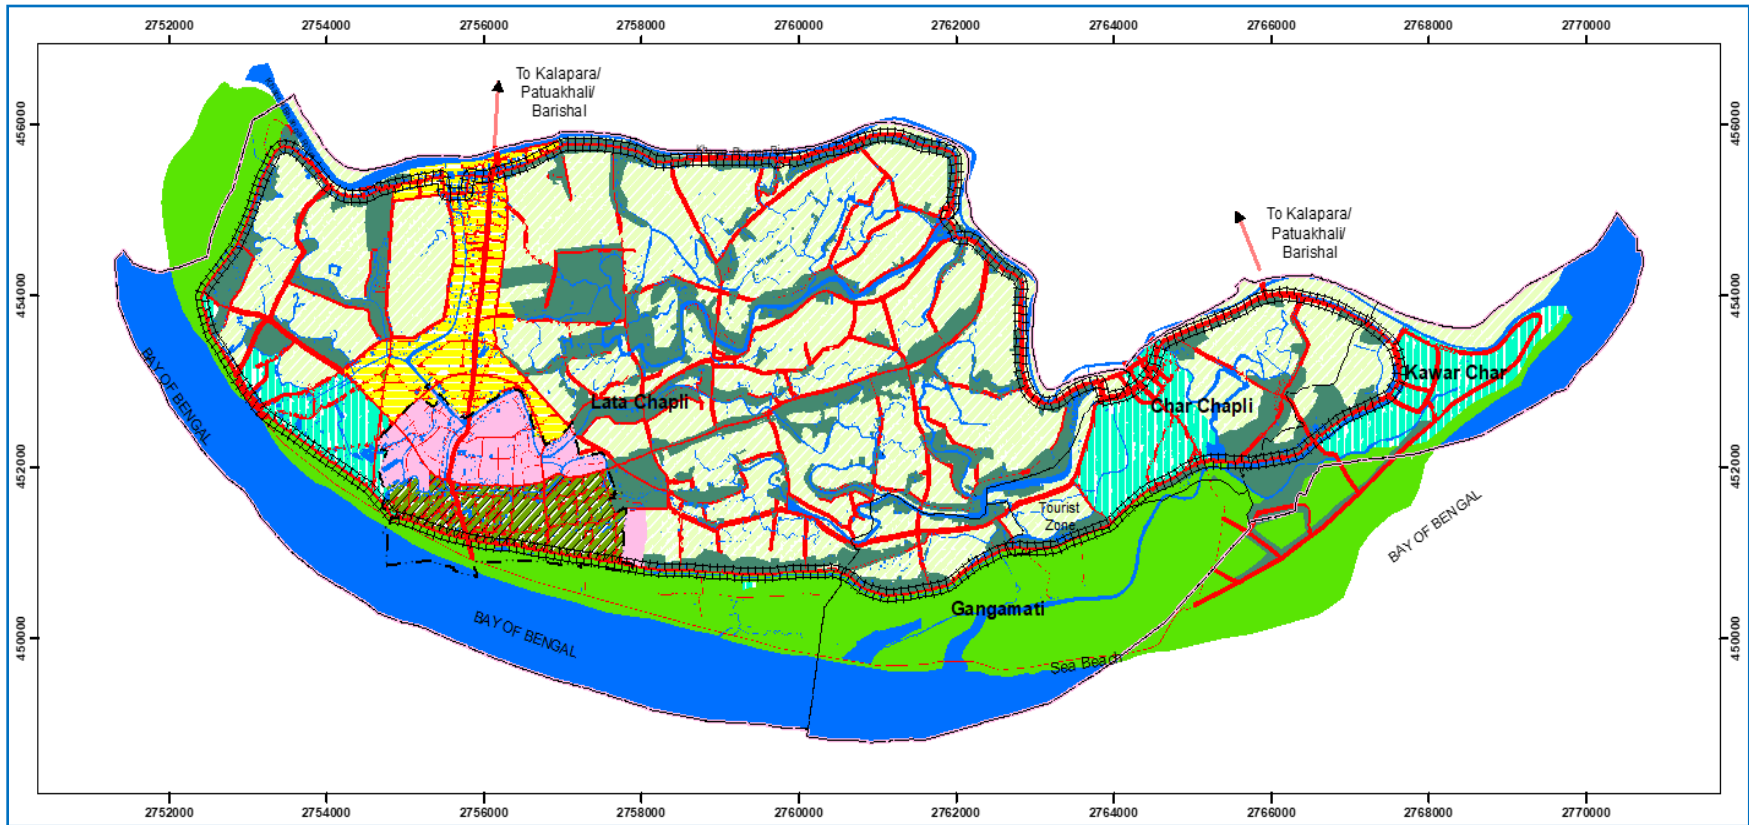 2752000 2754000 2756000 2758000 2760000 2762000 2764000 2766000 2768000 2770000
To Kalapara/
Patuakhali/
Barishal
456000
456000
To Kalapara/
Patuakhali/
Barishal
454000
454000
BAY OF BENGAL
Kawar Char
Lata Chapli
Char Chapli
452000
452000
Tourist
Zone
BAY OF BENGAL
Gangamati
BAY OF BENGAL
450000
450000
Sea Beach
2752000 2754000 2756000 2758000 2760000 2762000 2764000 2766000 2768000 2770000